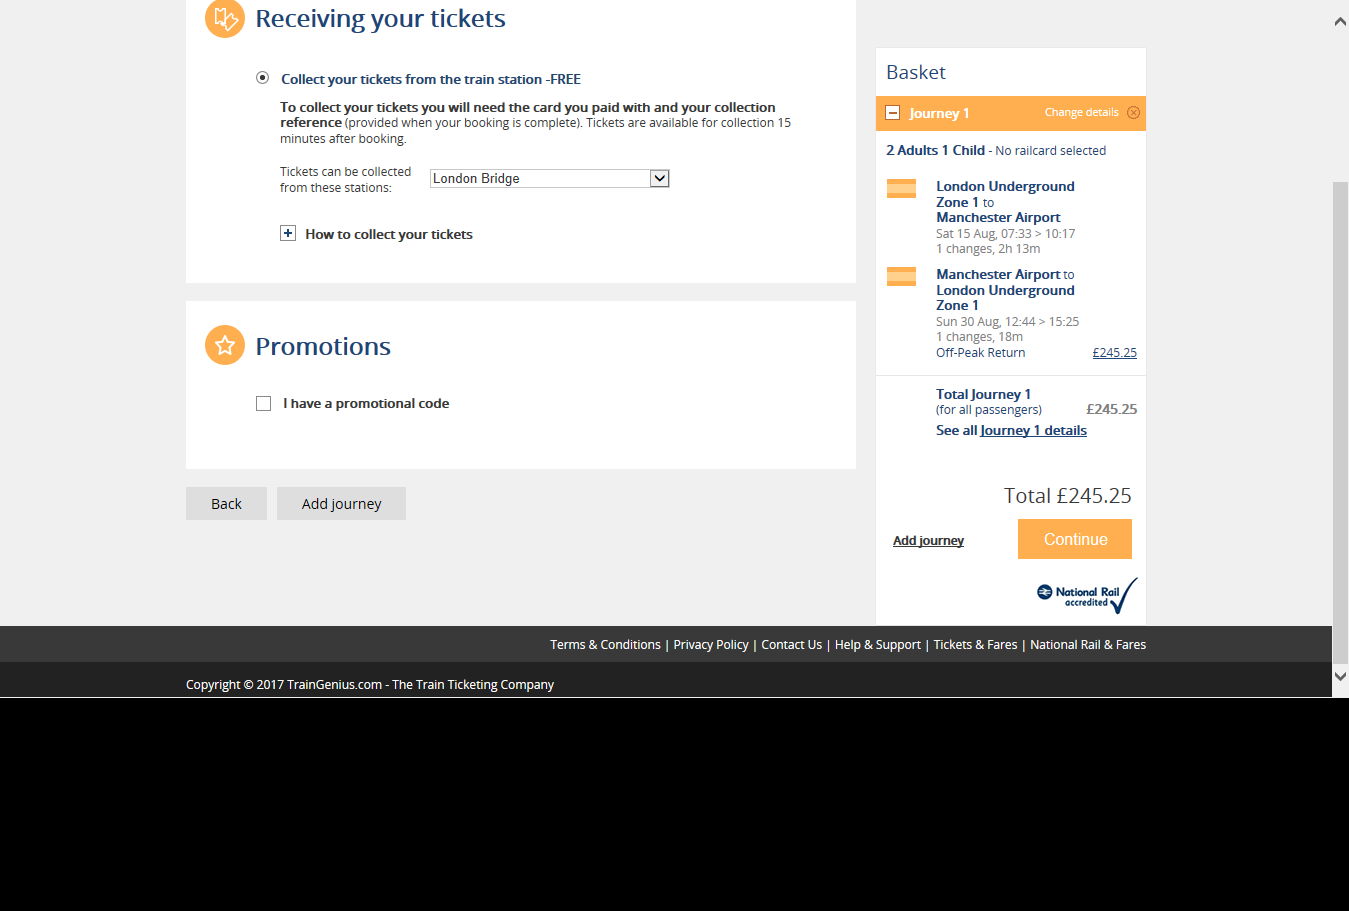 Receiving your tickets
Collect your tickets from the train station -FREE
To collect your tickets you will need the card you paid with and your collection
reference (provided when your booking is complete). Tickets are available for collection 15
minutes after booking.
Tickets can be collected
from these stations:
London Bridge
How to collect your tickets
Promotions
I have a promotional code
Back
Add journey
Basket
Journey 1
Change details
2 Adults 1 Child - No railcard selected
London Underground
Zone 1 to
Manchester Airport
Sat 15 Aug, 07:33 > 10:17
1 changes, 2h 13m
Manchester Airport to
London Underground
Zone 1
Sun 30 Aug, 12:44 > 15:25
1 changes, 18m
Off-Peak Return £245.25
Total Journey 1
(for all passengers) £245.25
See all Journey 1 details
Total £245.25
Add journey
Continue
National Rail
accredited
Terms & Conditions | Privacy Policy | Contact Us | Help & Support | Tickets & Fares | National Rail & Fares
Copyright © 2017 TrainGenius.com - The Train Ticketing Company